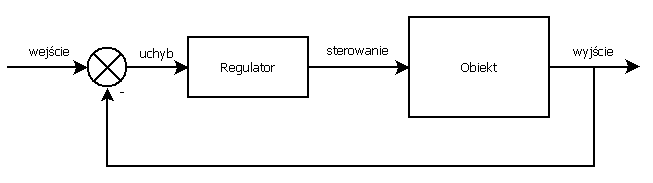 wejście
uchyb
Regulator
sterowanie
Obiekt
wyjście
-